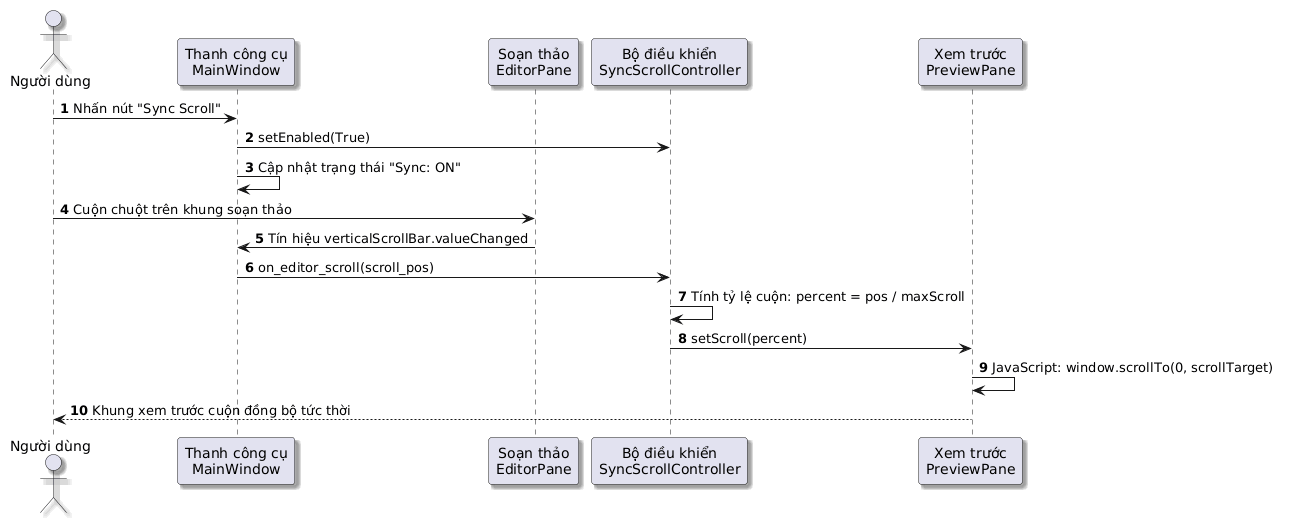 Người dùng
Thanh công cụ
MainWindow
Soạn thảo
EditorPane
Bộ điều khiển
SyncScrollController
Xem trước
PreviewPane
1 Nhấn nút "Sync Scroll"
2 setEnabled(True)
3 Cập nhật trạng thái "Sync: ON"
4 Cuộn chuột trên khung soạn thảo
5 Tín hiệu verticalScrollBar.valueChanged
6 on_editor_scroll(scroll_pos)
7 Tính tỷ lệ cuộn: percent = pos / maxScroll
8 setScroll(percent)
9 JavaScript: window.scrollTo(0, scrollTarget)
10 Khung xem trước cuộn đồng bộ tức thời
Người dùng
Thanh công cụ
MainWindow
Soạn thảo
EditorPane
Bộ điều khiển
SyncScrollController
Xem trước
PreviewPane